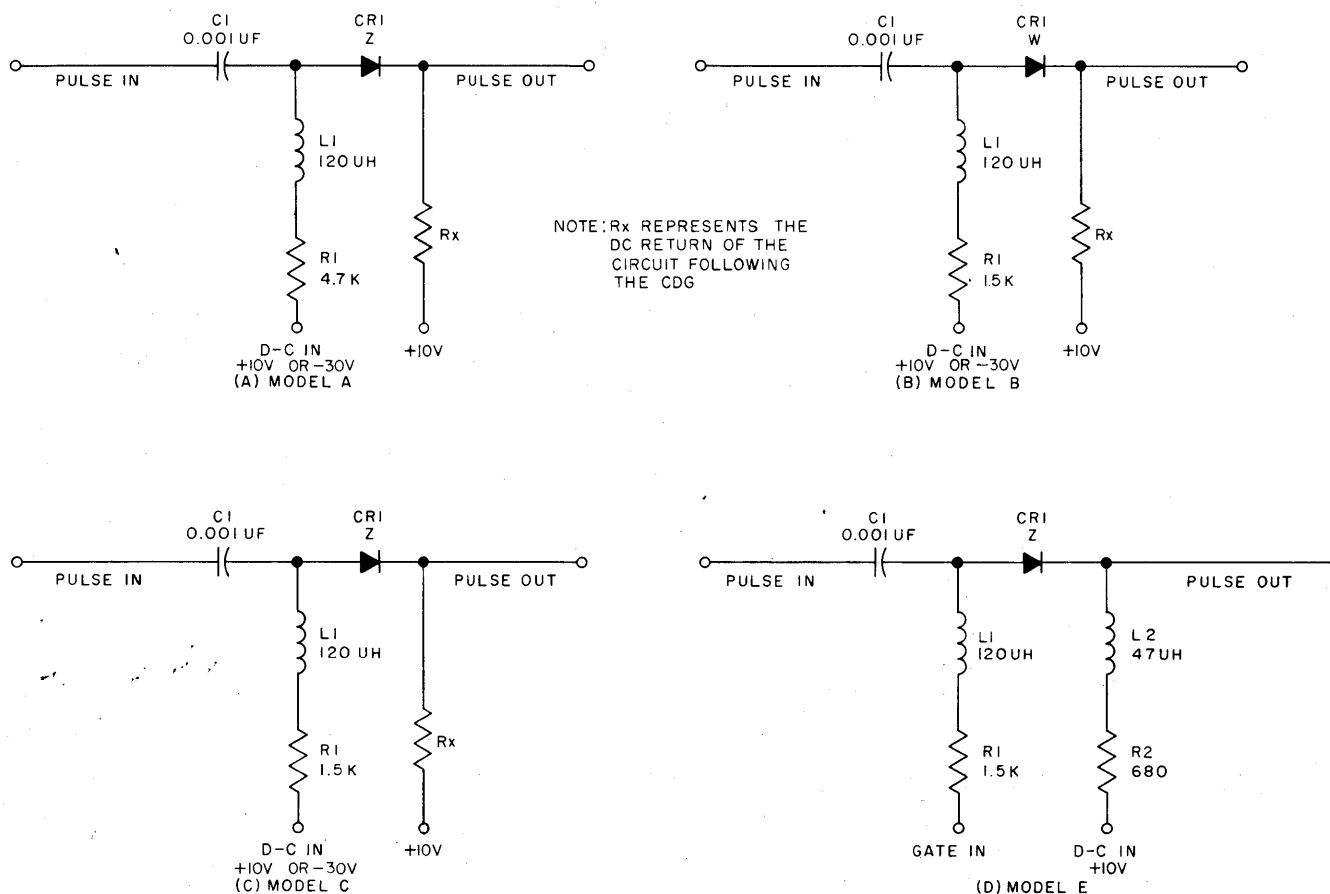 C1
0.001 UF
CR1
Z
PULSE IN
PULSE OUT
L1
120 UH
R1
4.7 K
Rx
D-C IN
+10V OR -30V
+10V
(A) MODEL A
C1
0.001 UF
CR1
W
PULSE IN
PULSE OUT
L1
120 UH
R1
1.5K
Rx
D-C IN
+10V OR -30V
+10V
(B) MODEL B
NOTE: Rx REPRESENTS THE
DC RETURN OF THE
CIRCUIT FOLLOWING
THE CDG
C1
0.001 UF
CR1
Z
PULSE IN
PULSE OUT
L1
120 UH
R1
1.5 K
Rx
D-C IN
+10V OR -30V
+10V
(C) MODEL C
C1
0.001 UF
CR1
Z
PULSE IN
PULSE OUT
L1
120 UH
L2
47 UH
R1
1.5 K
R2
680
GATE IN
D-C IN
+10V
(D) MODEL E